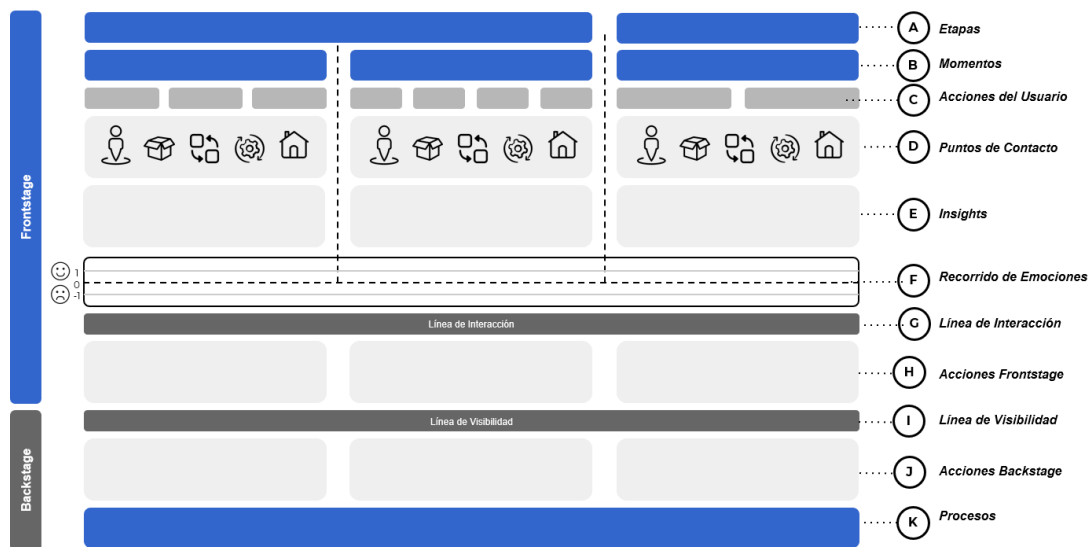 Frontstage
A
Etapas
B
Momentos
C
Acciones del Usuario
D
Puntos de Contacto
E
Insights
1
0
-1
F
Recorrido de Emociones
Línea de Interacción
G
Línea de Interacción
H
Acciones Frontstage
Backstage
Línea de Visibilidad
I
Línea de Visibilidad
J
Acciones Backstage
K
Procesos